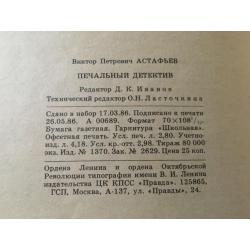 Виктор Петрович АСТАФЬЕВ
ПЕЧАЛЬНЫЙ ДЕТЕКТИВ
Редактор Д. К. Иванов
Технический редактор О. Н. Ласточкина
Сдано в набор 17.03.86. Подписано к печати
26.05.86. А 00689. Формат 70×108¹/₃₂.
Бумага газетная. Гарнитура «Школьная».
Офсетная печать. Усл. печ. л. 2,80. Учетно-
изд. л. 4,18. Усл. кр.-отт. 2,98. Тираж 80 000
экз. Изд. № 1370. Зак. № 2629. Цена 25 коп.
Ордена Ленина и ордена Октябрьской
Революции типография имени В. И. Ленина
издательства ЦК КПСС «Правда». 125865,
ГСП, Москва, А-137, ул. «Правды», 24.